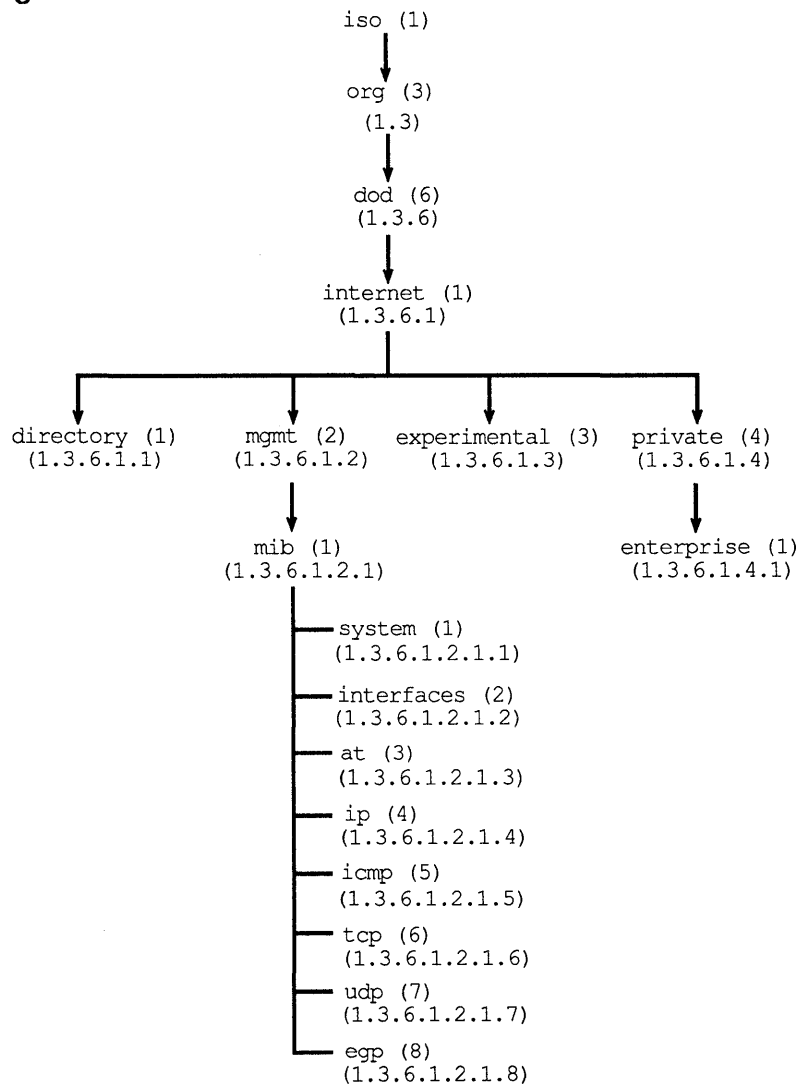 iso (1)
org (3)
(1.3)
dod (6)
(1.3.6)
internet (1)
(1.3.6.1)
directory (1)
(1.3.6.1.1)
mgmt (2)
(1.3.6.1.2)
experimental (3)
(1.3.6.1.3)
private (4)
(1.3.6.1.4)
mib (1)
(1.3.6.1.2.1)
enterprise (1)
(1.3.6.1.4.1)
system (1)
(1.3.6.1.2.1.1)
interfaces (2)
(1.3.6.1.2.1.2)
at (3)
(1.3.6.1.2.1.3)
ip (4)
(1.3.6.1.2.1.4)
icmp (5)
(1.3.6.1.2.1.5)
tcp (6)
(1.3.6.1.2.1.6)
udp (7)
(1.3.6.1.2.1.7)
egp (8)
(1.3.6.1.2.1.8)